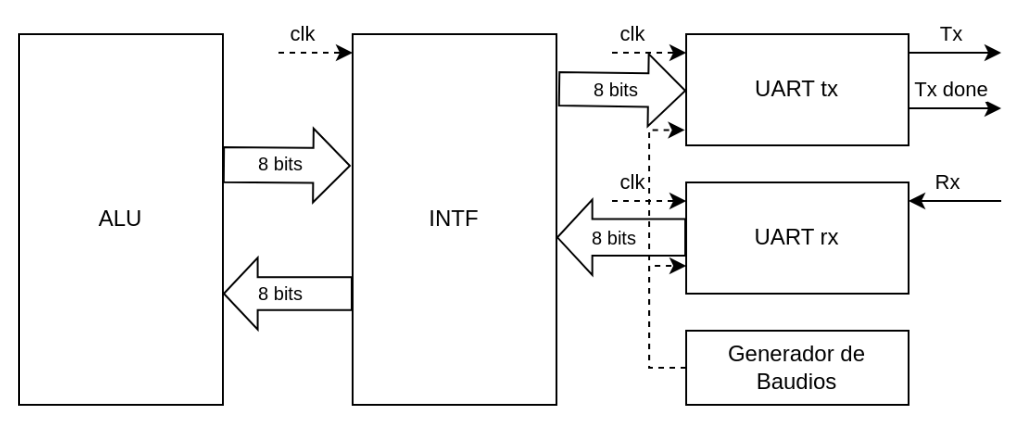 clk
clk
Tx
8 bits
UART tx
Tx done
8 bits
clk
Rx
ALU
INTF
8 bits
UART rx
8 bits
Generador de
Baudios